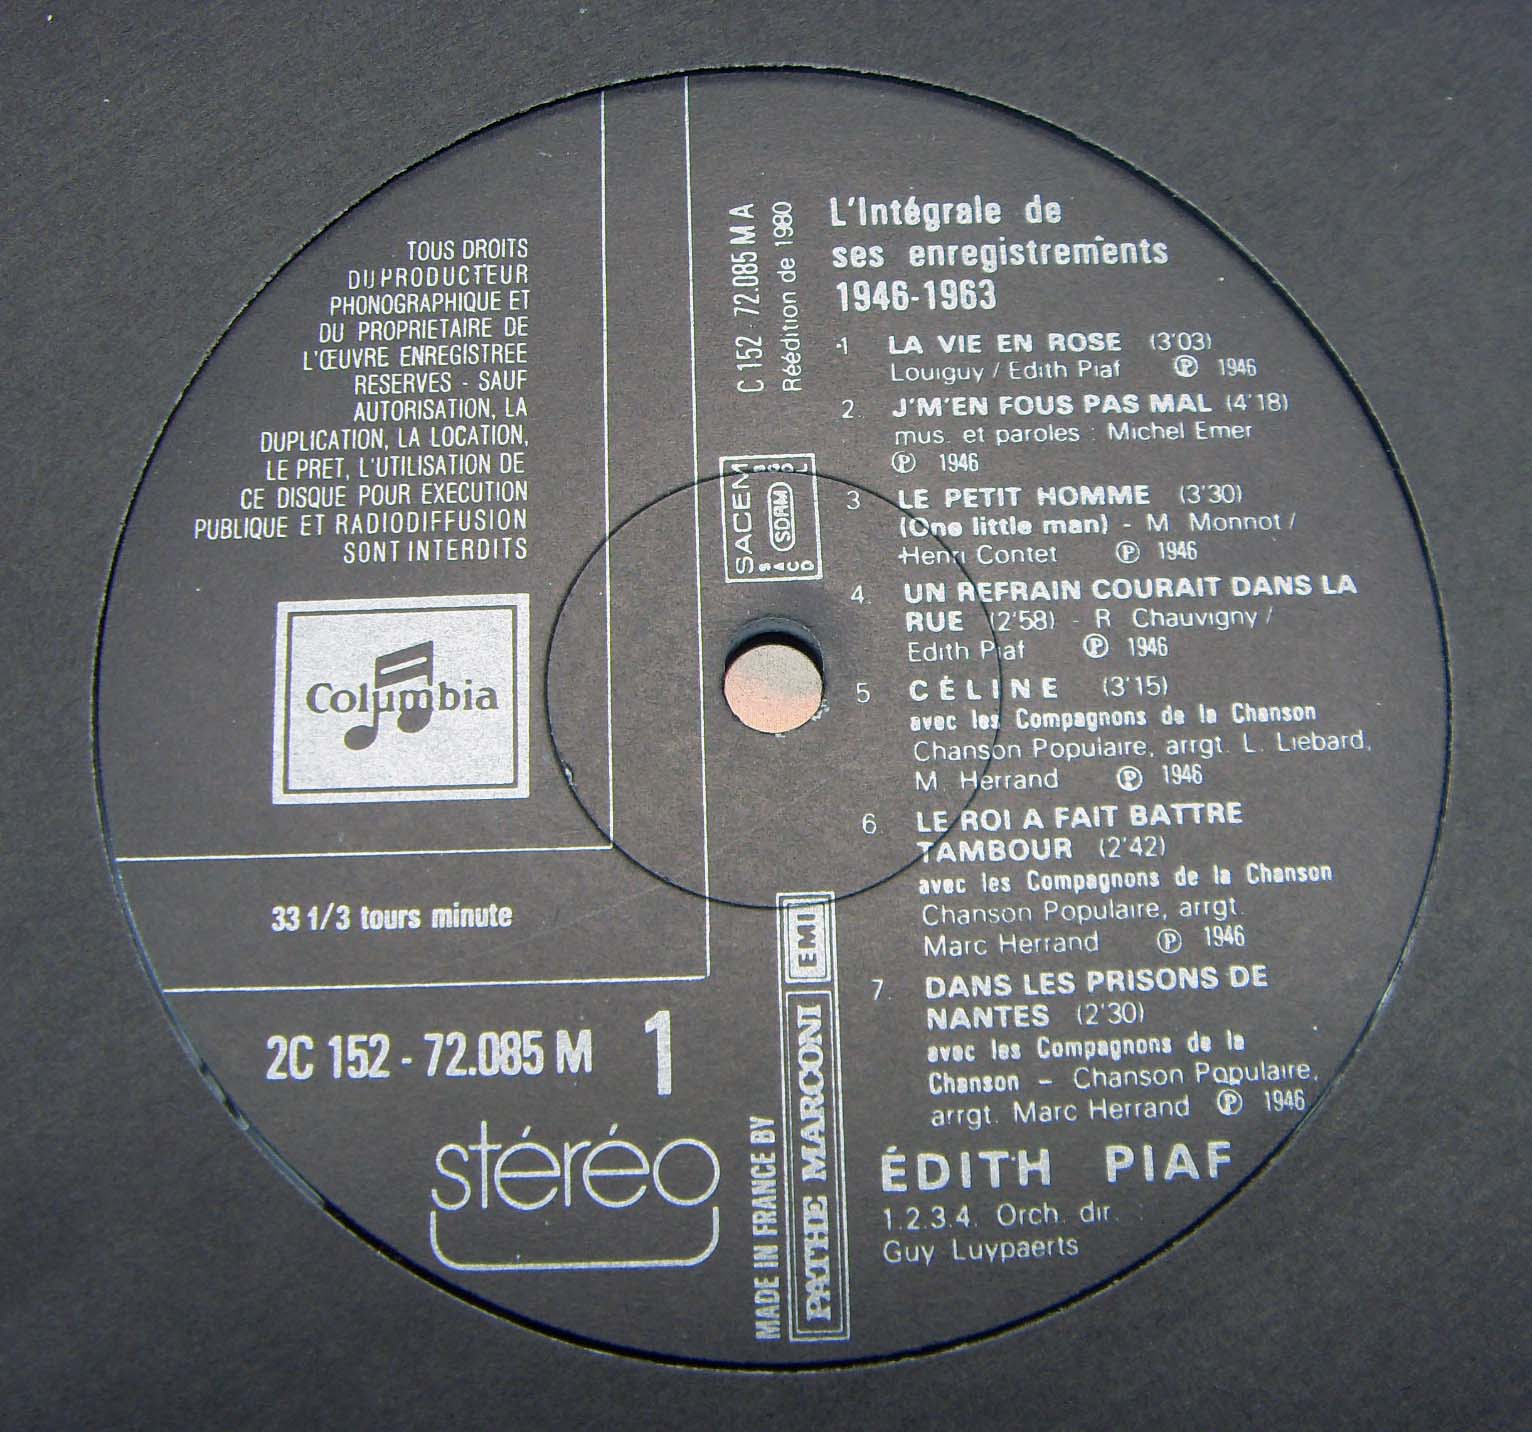 TOUS DROITS
DU PRODUCTEUR
PHONOGRAPHIQUE ET
DU PROPRIETAIRE DE
L'ŒUVRE ENREGISTREE
RESERVES - SAUF
AUTORISATION, LA
DUPLICATION, LA LOCATION,
LE PRET, L'UTILISATION DE
CE DISQUE POUR EXECUTION
PUBLIQUE ET RADIODIFFUSION
SONT INTERDITS
Columbia
33 1/3 tours minute
2C 152 - 72.085 M 1
stéréo
C 152 - 72.085 M A
Réédition de 1980
SACEM
SDRM
SACD
MADE IN FRANCE BY
PATHE MARCONI EMI
L'Intégrale de
ses enregistrements
1946-1963
1 LA VIE EN ROSE (3'03)
Louiguy / Edith Piaf ℗ 1946
2. J'M'EN FOUS PAS MAL (4'18)
mus. et paroles : Michel Emer
℗ 1946
3 LE PETIT HOMME (3'30)
(One little man) - M. Monnot /
Henri Contet ℗ 1946
4. UN REFRAIN COURAIT DANS LA
RUE (2'58) - R. Chauvigny /
Edith Piaf ℗ 1946
5 CÉLINE (3'15)
avec les Compagnons de la Chanson
Chanson Populaire, arrgt. L. Liebard,
M. Herrand ℗ 1946
6. LE ROI A FAIT BATTRE
TAMBOUR (2'42)
avec les Compagnons de la Chanson
Chanson Populaire, arrgt.
Marc Herrand ℗ 1946
7. DANS LES PRISONS DE
NANTES (2'30)
avec les Compagnons de la
Chanson – Chanson Populaire,
arrgt. Marc Herrand ℗ 1946
ÉDITH PIAF
1.2.3.4. Orch. dir.
Guy Luypaerts